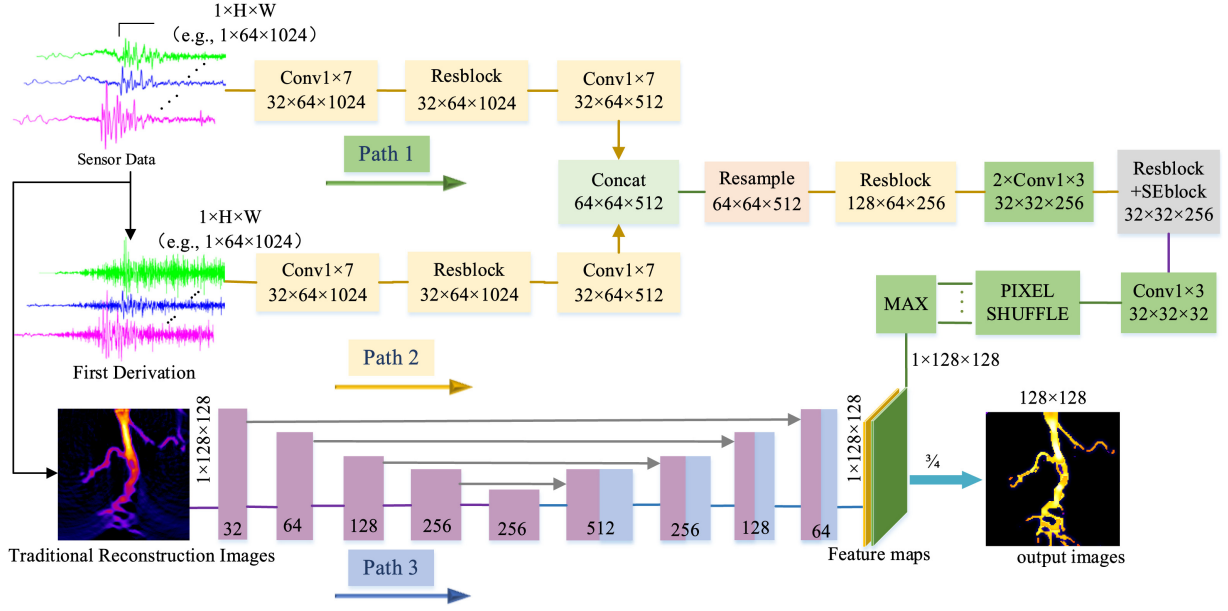 1×H×W
(e.g., 1×64×1024)
Sensor Data
Conv1×7
32×64×1024
Resblock
32×64×1024
Conv1×7
32×64×512
Path 1
Concat
64×64×512
Resample
64×64×512
Resblock
128×64×256
2×Conv1×3
32×32×256
Resblock
+SEblock
32×32×256
1×H×W
(e.g., 1×64×1024)
First Derivation
Conv1×7
32×64×1024
Resblock
32×64×1024
Conv1×7
32×64×512
Path 2
MAX
PIXEL
SHUFFLE
Conv1×3
32×32×32
1×128×128
Traditional Reconstruction Images
1×128×128
32
64
128
256
256
512
256
128
64
1×128×128
Feature maps
¾
128×128
output images
Path 3